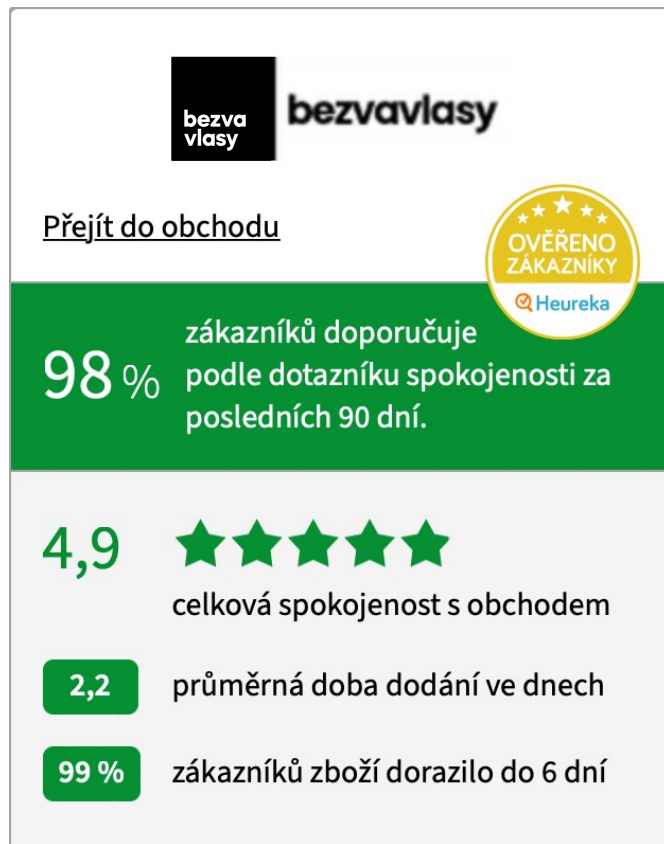 bezva
vlasy
bezvavlasy
Přejít do obchodu
OVĚŘENO
ZÁKAZNÍKY
Heureka
98 %
zákazníků doporučuje
podle dotazníku spokojenosti za
posledních 90 dní.
4,9
celková spokojenost s obchodem
2,2 průměrná doba dodání ve dnech
99 % zákazníků zboží dorazilo do 6 dní